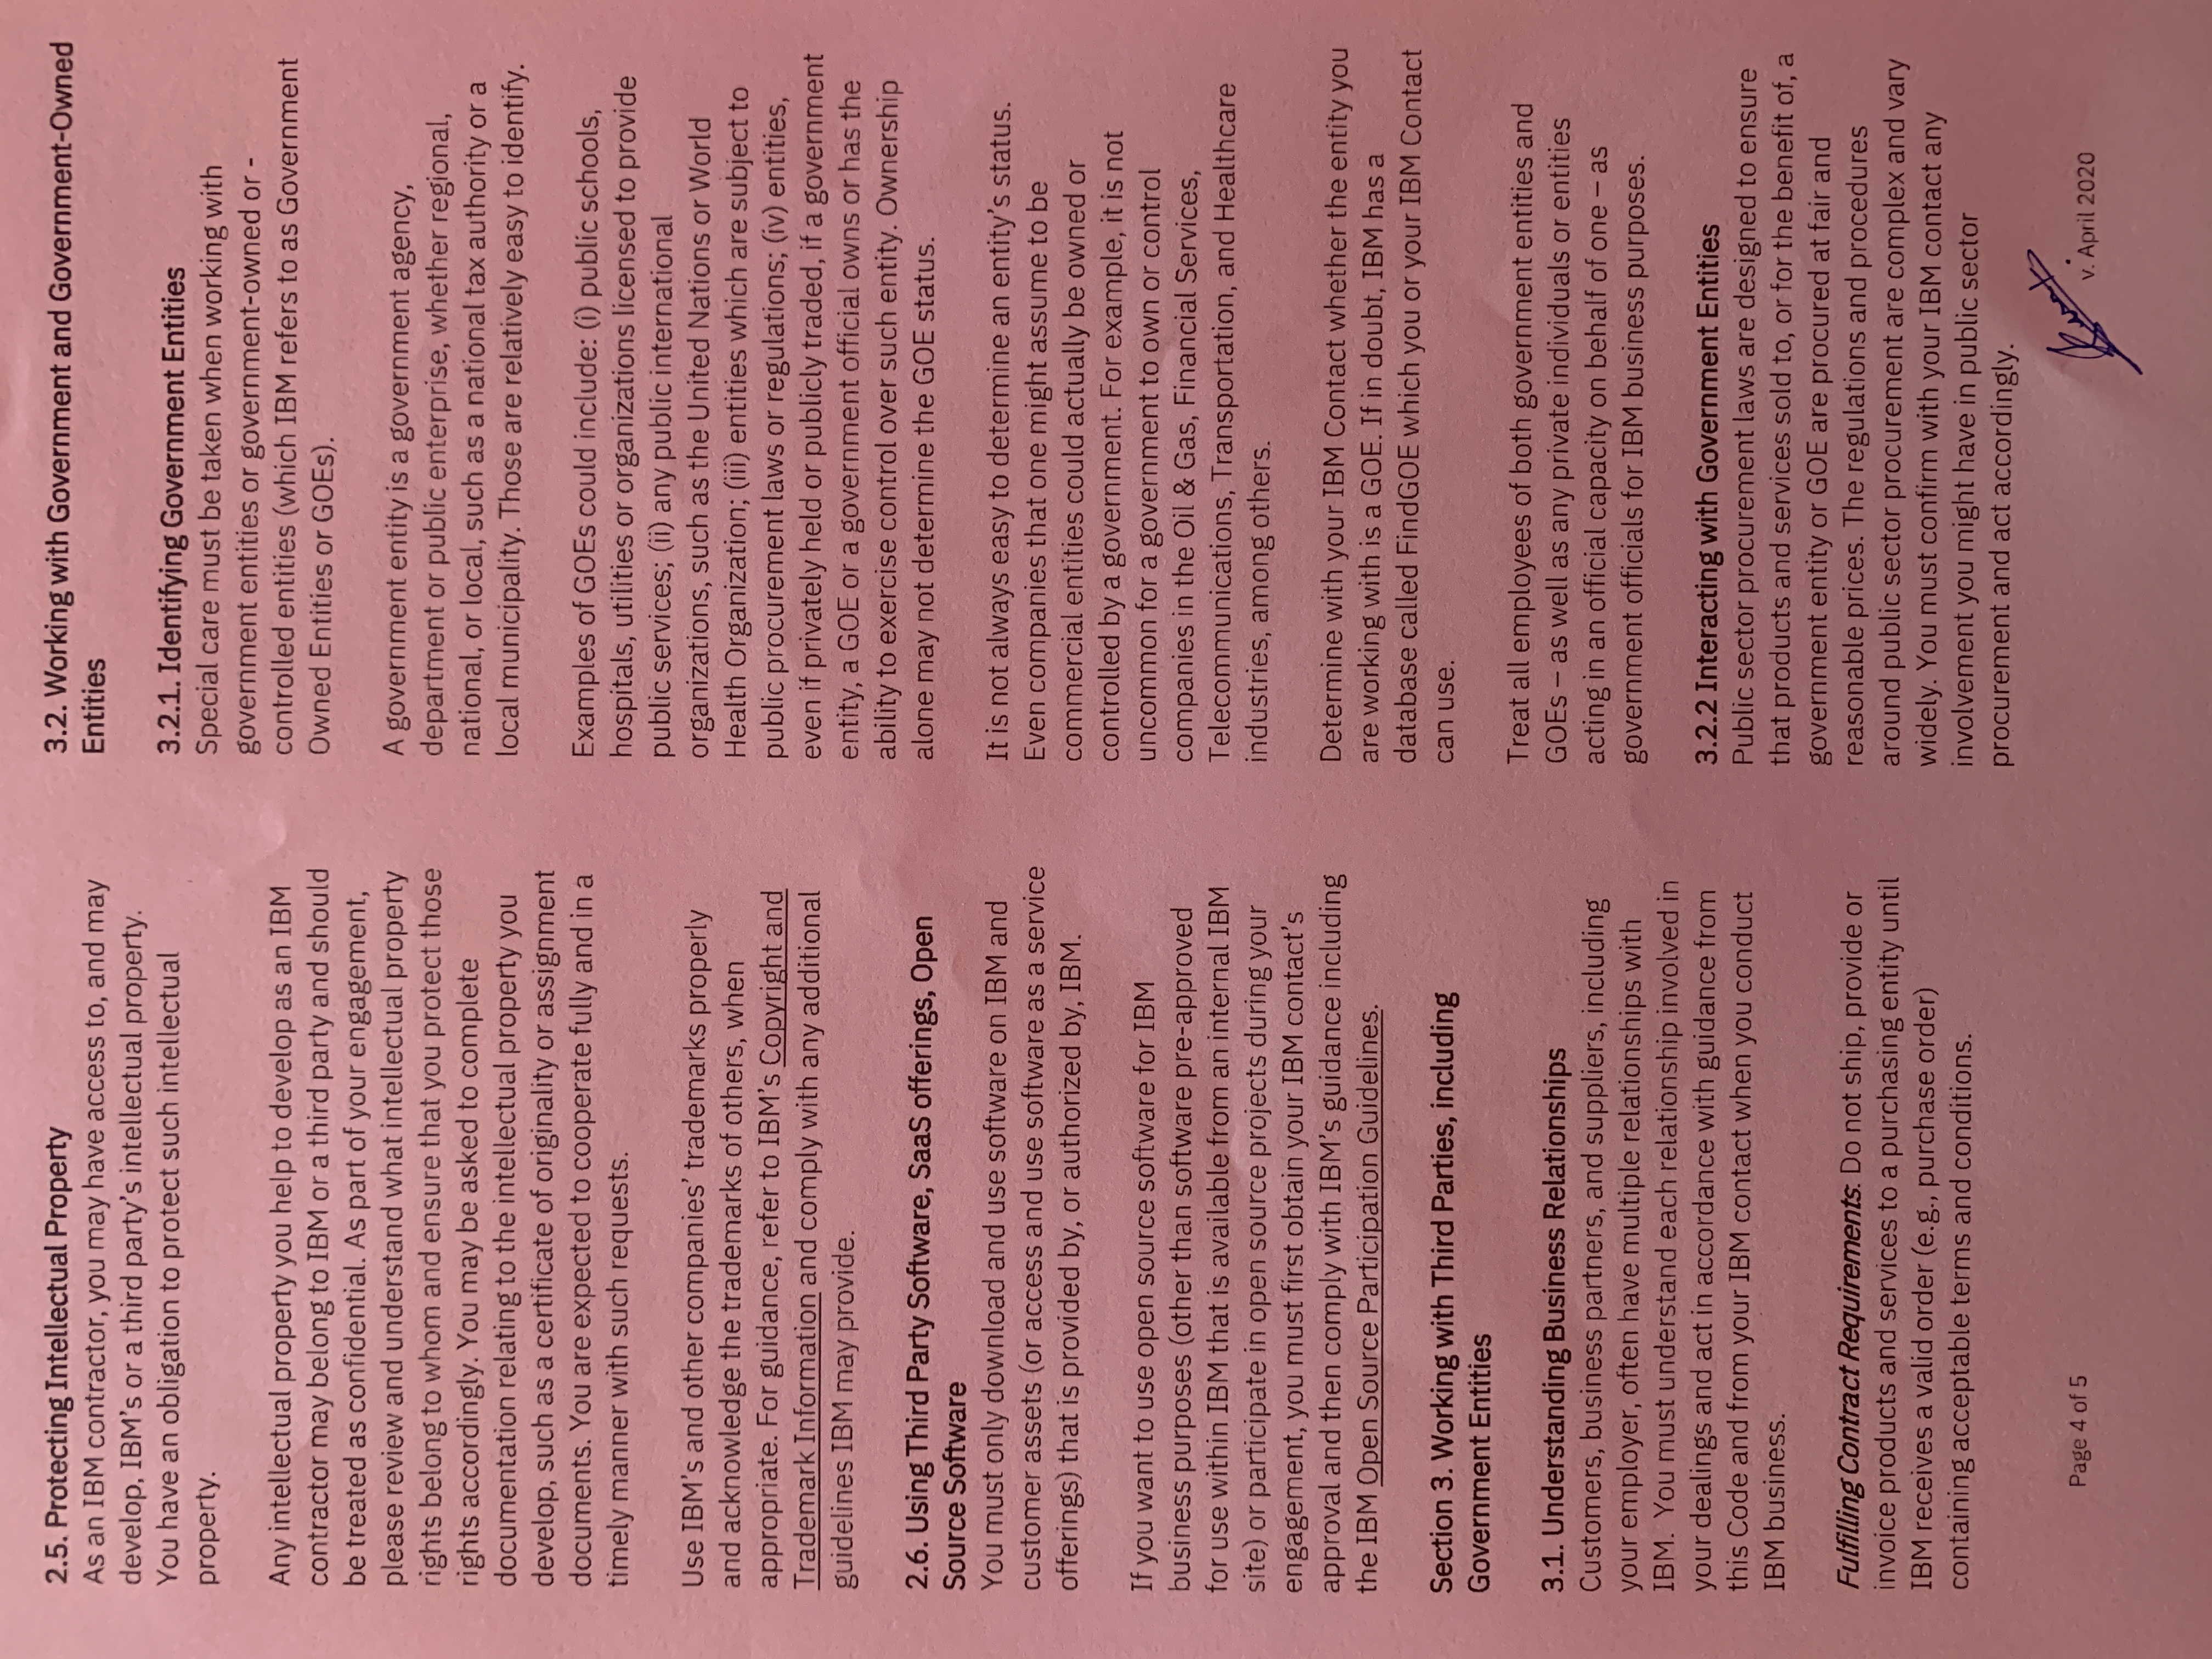 2.5. Protecting Intellectual Property
As an IBM contractor, you may have access to, and may
develop, IBM's or a third party's intellectual property.
You have an obligation to protect such intellectual
property.
Any intellectual property you help to develop as an IBM
contractor may belong to IBM or a third party and should
be treated as confidential. As part of your engagement,
please review and understand what intellectual property
rights belong to whom and ensure that you protect those
rights accordingly. You may be asked to complete
documentation relating to the intellectual property you
develop, such as a certificate of originality or assignment
documents. You are expected to cooperate fully and in a
timely manner with such requests.
Use IBM's and other companies' trademarks properly
and acknowledge the trademarks of others, when
appropriate. For guidance, refer to IBM's Copyright and
Trademark Information and comply with any additional
guidelines IBM may provide.
2.6. Using Third Party Software, SaaS offerings, Open
Source Software
You must only download and use software on IBM and
customer assets (or access and use software as a service
offerings) that is provided by, or authorized by, IBM.
If you want to use open source software for IBM
business purposes (other than software pre-approved
for use within IBM that is available from an internal IBM
site) or participate in open source projects during your
engagement, you must first obtain your IBM contact's
approval and then comply with IBM's guidance including
the IBM Open Source Participation Guidelines.
Section 3. Working with Third Parties, including
Government Entities
3.1. Understanding Business Relationships
Customers, business partners, and suppliers, including
your employer, often have multiple relationships with
IBM.  You must understand each relationship involved in
your dealings and act in accordance with guidance from
this Code and from your IBM contact when you conduct
IBM business.
Fulfilling Contract Requirements: Do not ship, provide or
invoice products and services to a purchasing entity until
IBM receives a valid order (e.g., purchase order)
containing acceptable terms and conditions.
3.2. Working with Government and Government-Owned
Entities
3.2.1. Identifying Government Entities
Special care must be taken when working with
government entities or government-owned or -
controlled entities (which IBM refers to as Government
Owned Entities or GOEs).
A government entity is a government agency,
department or public enterprise, whether regional,
national, or local, such as a national tax authority or a
local municipality. Those are relatively easy to identify.
Examples of GOEs could include: (i) public schools,
hospitals, utilities or organizations licensed to provide
public services; (ii) any public international
organizations, such as the United Nations or World
Health Organization; (iii) entities which are subject to
public procurement laws or regulations; (iv) entities,
even if privately held or publicly traded, if a government
entity, a GOE or a government official owns or has the
ability to exercise control over such entity. Ownership
alone may not determine the GOE status.
It is not always easy to determine an entity's status.
Even companies that one might assume to be
commercial entities could actually be owned or
controlled by a government. For example, it is not
uncommon for a government to own or control
companies in the Oil & Gas, Financial Services,
Telecommunications, Transportation, and Healthcare
industries, among others.
Determine with your IBM Contact whether the entity you
are working with is a GOE. If in doubt, IBM has a
database called FindGOE which you or your IBM Contact
can use.
Treat all employees of both government entities and
GOEs – as well as any private individuals or entities
acting in an official capacity on behalf of one – as
government officials for IBM business purposes.
3.2.2 Interacting with Government Entities
Public sector procurement laws are designed to ensure
that products and services sold to, or for the benefit of, a
government entity or GOE are procured at fair and
reasonable prices. The regulations and procedures
around public sector procurement are complex and vary
widely. You must confirm with your IBM contact any
involvement you might have in public sector
procurement and act accordingly.
Page 4 of 5
v. April 2020